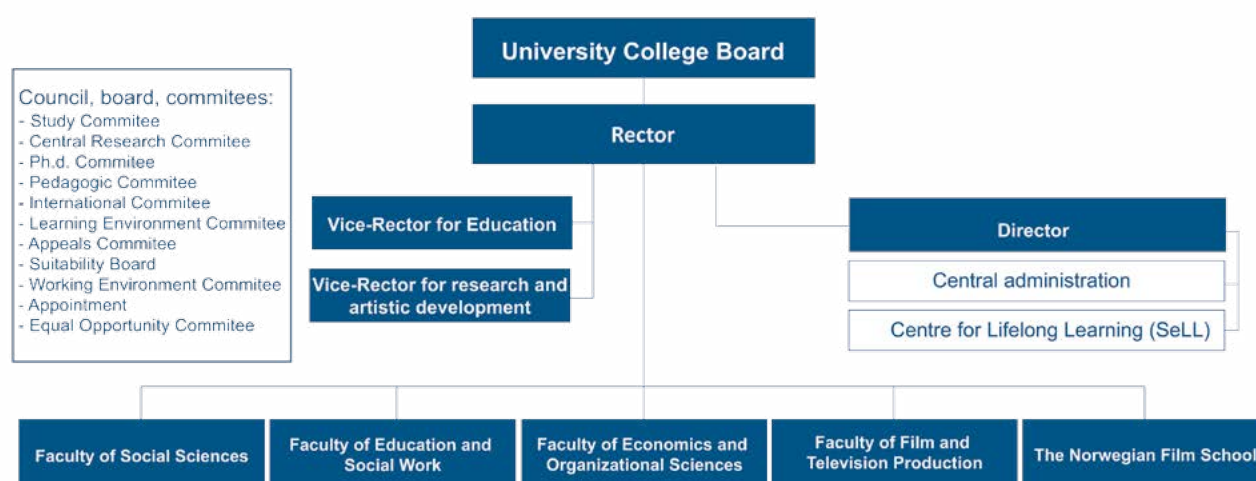 University College Board
Council, board, commitees:
- Study Commitee
- Central Research Commitee
- Ph.d. Commitee
- Pedagogic Commitee
- International Commitee
- Learning Environment Commitee
- Appeals Commitee
- Suitability Board
- Working Environment Commitee
- Appointment
- Equal Opportunity Commitee
Rector
Vice-Rector for Education
Vice-Rector for research and
artistic development
Director
Central administration
Centre for Lifelong Learning (SeLL)
Faculty of Social Sciences
Faculty of Education and
Social Work
Faculty of Economics and
Organizational Sciences
Faculty of Film and
Television Production
The Norwegian Film School